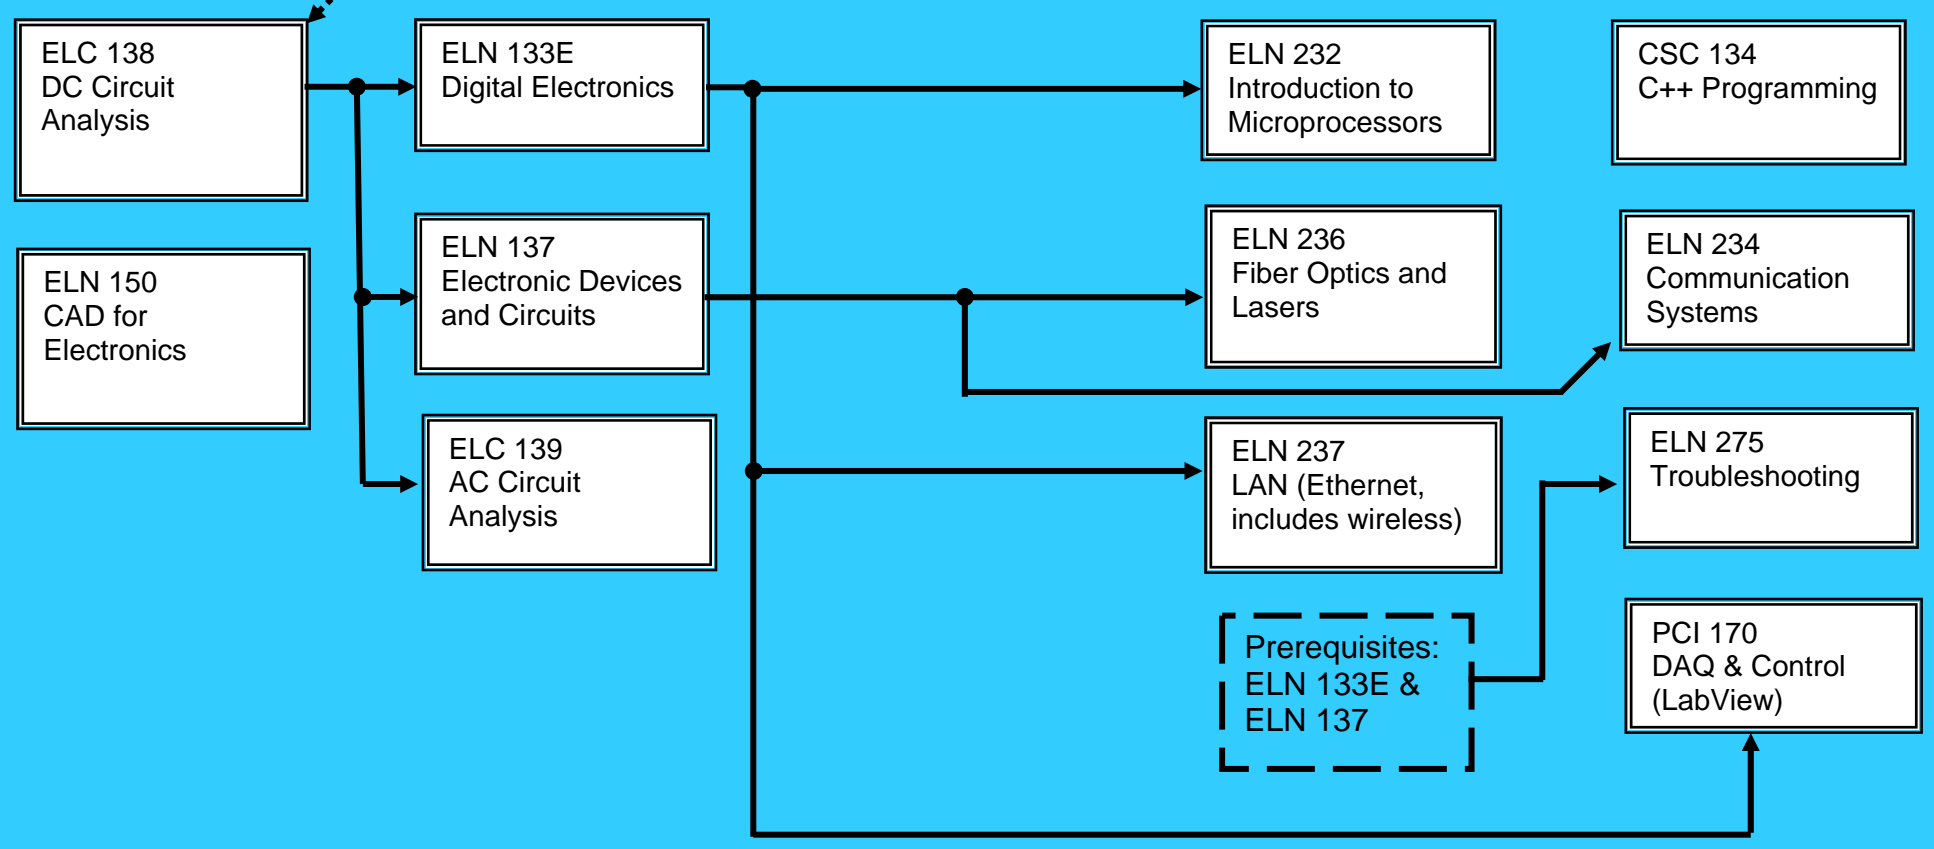 ELC 138
DC Circuit
Analysis
ELN 150
CAD for
Electronics
ELN 133E
Digital Electronics
ELN 137
Electronic Devices
and Circuits
ELC 139
AC Circuit
Analysis
ELN 232
Introduction to
Microprocessors
ELN 236
Fiber Optics and
Lasers
ELN 237
LAN (Ethernet,
includes wireless)
Prerequisites:
ELN 133E &
ELN 137
CSC 134
C++ Programming
ELN 234
Communication
Systems
ELN 275
Troubleshooting
PCI 170
DAQ & Control
(LabView)